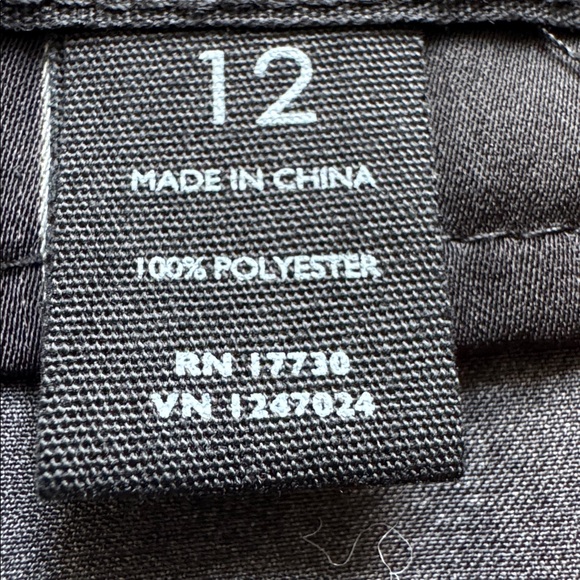 12
MADE IN CHINA
100% POLYESTER
RN 17730
VN 1247024